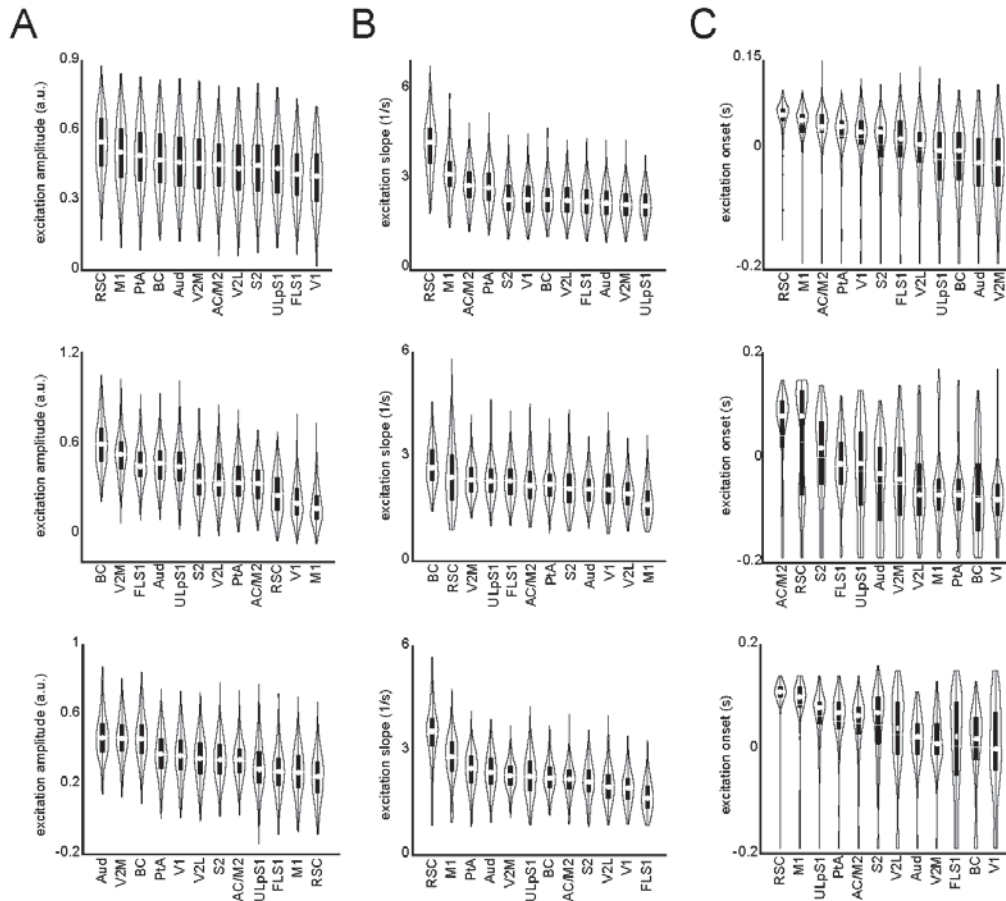 A
B
C
excitation amplitude (a.u.)
0.9
0.6
0.3
0
RSC M1 PtA BC Aud V2M AC/M2 V2L S2 ULpS1 FLS1 V1
excitation slope (1/s)
6
3
0
RSC M1 AC/M2 PtA S2 V1 BC V2L FLS1 Aud V2M ULpS1
excitation onset (s)
0.15
0
-0.2
RSC M1 AC/M2 PtA V1 S2 FLS1 V2L ULpS1 BC Aud V2M
excitation amplitude (a.u.)
1.2
0.6
0
BC V2M FLS1 Aud ULpS1 S2 V2L PtA AC/M2 RSC V1 M1
excitation slope (1/s)
6
3
0
BC RSC V2M ULpS1 FLS1 AC/M2 PtA S2 Aud V1 V2L M1
excitation onset (s)
0.2
0
-0.2
AC/M2 RSC S2 FLS1 ULpS1 Aud V2M V2L M1 PtA BC V1
excitation amplitude (a.u.)
1
0.6
0.2
-0.2
Aud V2M BC PtA V1 V2L S2 AC/M2 ULpS1 FLS1 M1 RSC
excitation slope (1/s)
6
3
0
RSC M1 PtA Aud V2M ULpS1 BC AC/M2 S2 V2L V1 FLS1
excitation onset (s)
0.2
0
-0.2
RSC M1 ULpS1 PtA AC/M2 S2 V2L Aud V2M FLS1 BC V1